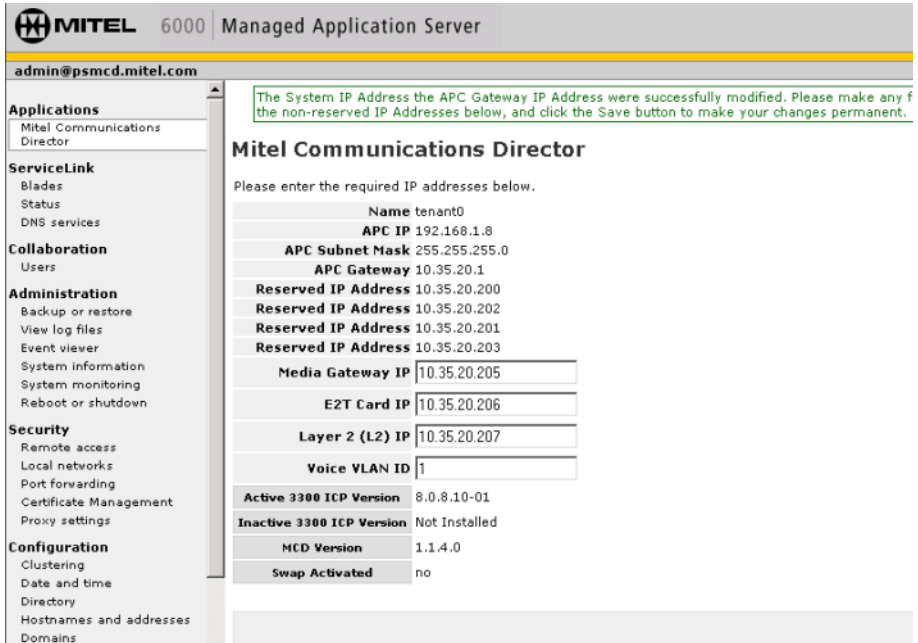 MITEL 6000 Managed Application Server
admin@psmcd.mitel.com
Applications
Mitel Communications
Director
ServiceLink
Blades
Status
DNS services
Collaboration
Users
Administration
Backup or restore
View log files
Event viewer
System information
System monitoring
Reboot or shutdown
Security
Remote access
Local networks
Port forwarding
Certificate Management
Proxy settings
Configuration
Clustering
Date and time
Directory
Hostnames and addresses
Domains
The System IP Address the APC Gateway IP Address were successfully modified. Please make any f
the non-reserved IP Addresses below, and click the Save button to make your changes permanent.
Mitel Communications Director
Please enter the required IP addresses below.
Name tenant0
APC IP 192.168.1.8
APC Subnet Mask 255.255.255.0
APC Gateway 10.35.20.1
Reserved IP Address 10.35.20.200
Reserved IP Address 10.35.20.202
Reserved IP Address 10.35.20.201
Reserved IP Address 10.35.20.203
Media Gateway IP 10.35.20.205
E2T Card IP 10.35.20.206
Layer 2 (L2) IP 10.35.20.207
Voice VLAN ID 1
Active 3300 ICP Version 8.0.8.10-01
Inactive 3300 ICP Version Not Installed
MCD Version 1.1.4.0
Swap Activated no